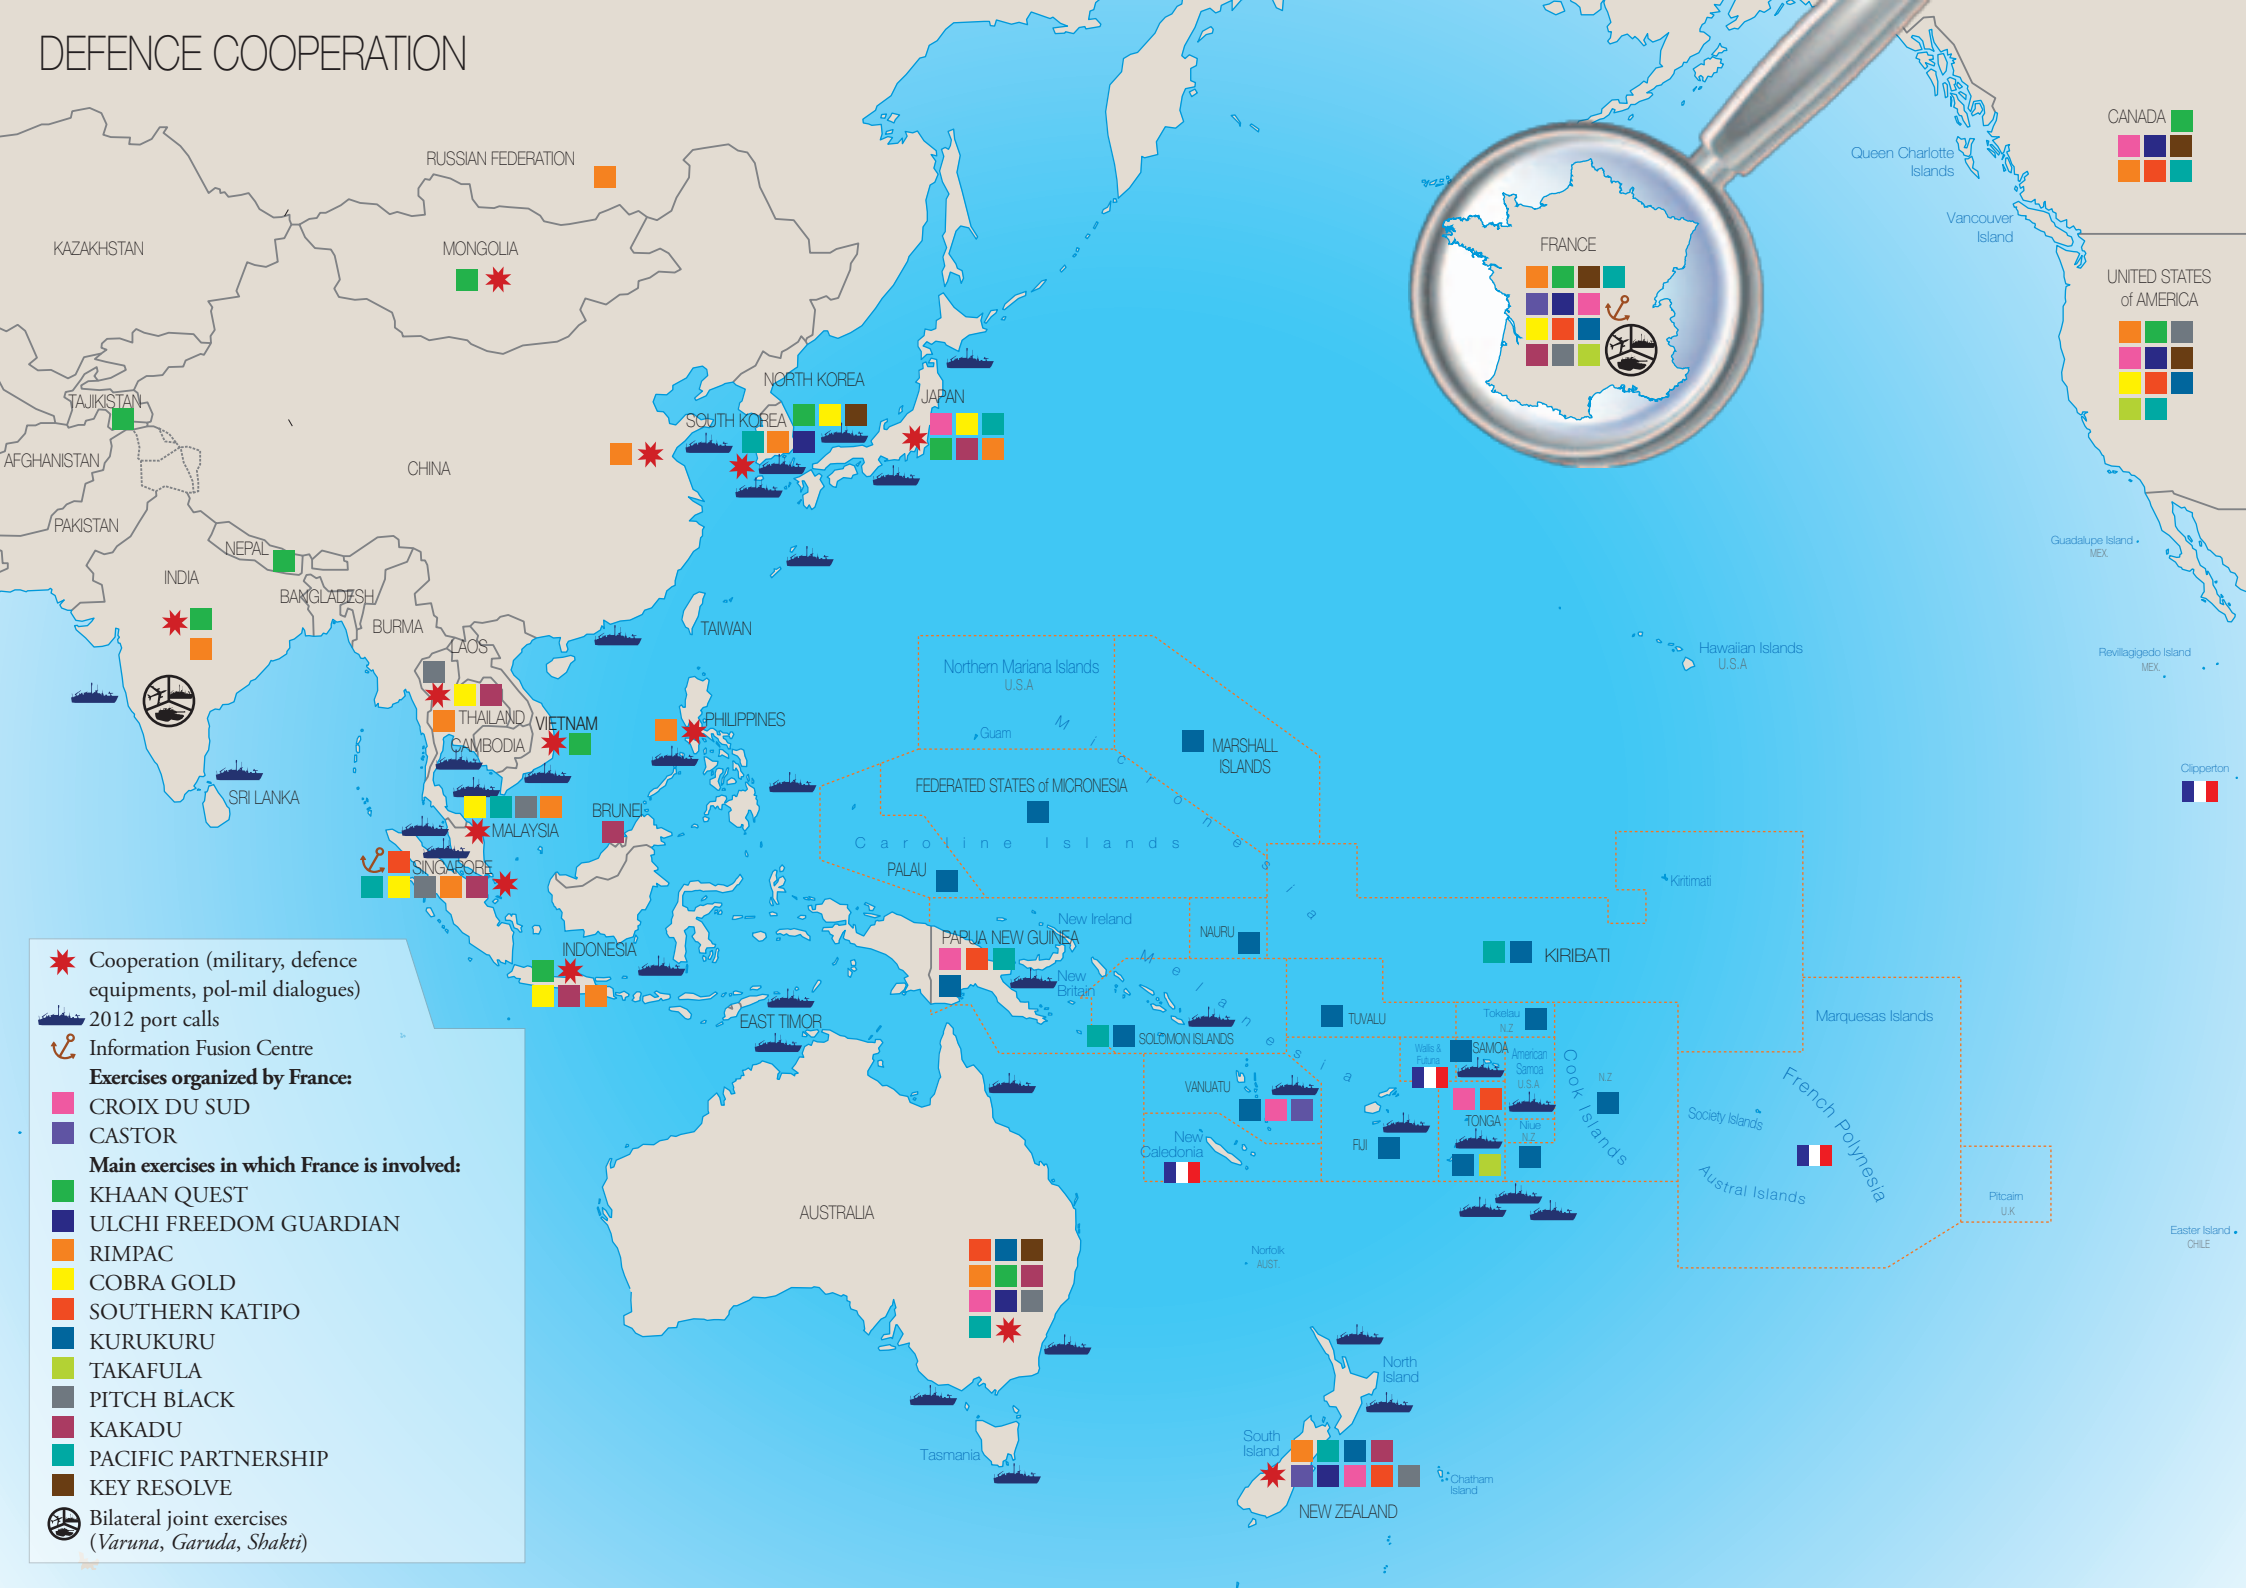 DEFENCE COOPERATION
RUSSIAN FEDERATION
KAZAKHSTAN
MONGOLIA
TAJIKISTAN
AFGHANISTAN
CHINA
PAKISTAN
NEPAL
INDIA
BANGLADESH
BURMA
LAOS
TAIWAN
THAILAND
VIETNAM
CAMBODIA
PHILIPPINES
SRI LANKA
BRUNEI
MALAYSIA
SINGAPORE
INDONESIA
EAST TIMOR
NORTH KOREA
SOUTH KOREA
JAPAN
FRANCE
CANADA
Queen Charlotte
Islands
Vancouver
Island
UNITED STATES
of AMERICA
Guadalupe Island
MEX.
Revillagigedo Island
MEX.
Clipperton
Hawaiian Islands
U.S.A
Northern Mariana Islands
U.S.A
Guam
Micronesia
MARSHALL
ISLANDS
FEDERATED STATES of MICRONESIA
Caroline Islands
PALAU
Kiritimati
New Ireland
PAPUA NEW GUINEA
New
Britain
NAURU
KIRIBATI
Melanesia
SOLOMON ISLANDS
TUVALU
Tokelau
N.Z
Marquesas Islands
Wallis &
Futuna
SAMOA
American
Samoa
U.S.A
Cook Islands
N.Z
VANUATU
TONGA
Niue
N.Z
FIJI
New
Caledonia
Society Islands
French Polynesia
Austral Islands
Pitcairn
U.K
Easter Island
CHILE
AUSTRALIA
Norfolk
AUST.
Tasmania
North
Island
South
Island
Chatham
Island
NEW ZEALAND
Cooperation (military, defence
equipments, pol-mil dialogues)
2012 port calls
Information Fusion Centre
Exercises organized by France:
CROIX DU SUD
CASTOR
Main exercises in which France is involved:
KHAAN QUEST
ULCHI FREEDOM GUARDIAN
RIMPAC
COBRA GOLD
SOUTHERN KATIPO
KURUKURU
TAKAFULA
PITCH BLACK
KAKADU
PACIFIC PARTNERSHIP
KEY RESOLVE
Bilateral joint exercises
(Varuna, Garuda, Shakti)